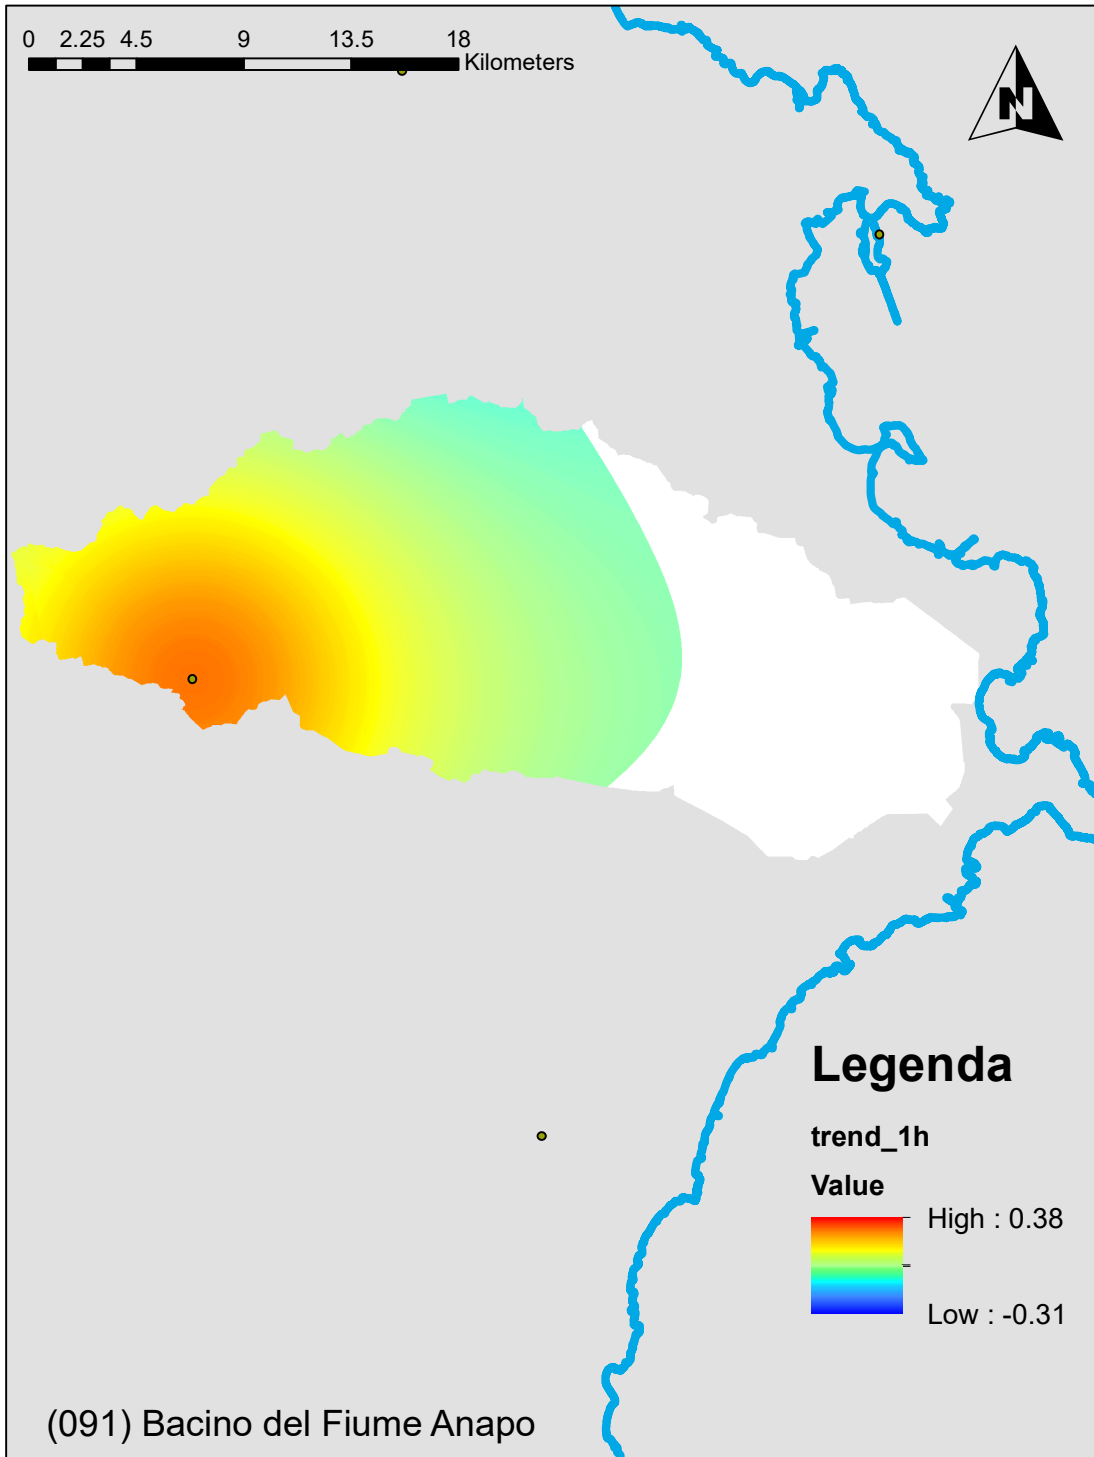 0 2.25 4.5 9 13.5 18
Kilometers
N
Legenda
trend_1h
Value
High : 0.38
Low : -0.31
(091) Bacino del Fiume Anapo